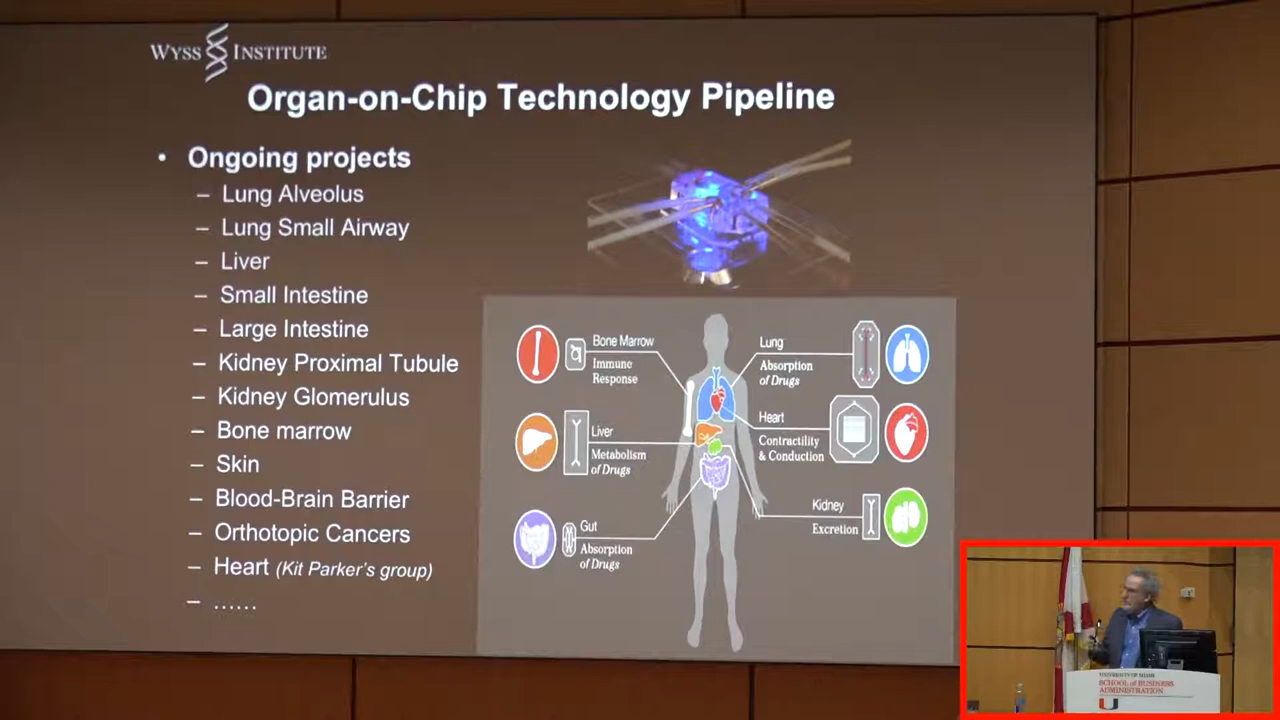 WYSS INSTITUTE
Organ-on-Chip Technology Pipeline
• Ongoing projects
– Lung Alveolus
– Lung Small Airway
– Liver
– Small Intestine
– Large Intestine
– Kidney Proximal Tubule
– Kidney Glomerulus
– Bone marrow
– Skin
– Blood-Brain Barrier
– Orthotopic Cancers
– Heart (Kit Parker's group)
– ......
Bone Marrow
Immune
Response
Liver
Metabolism
of Drugs
Gut
Absorption
of Drugs
Lung
Absorption
of Drugs
Heart
Contractility
& Conduction
Kidney
Excretion
UNIVERSITY OF MIAMI
SCHOOL of BUSINESS
ADMINISTRATION
U